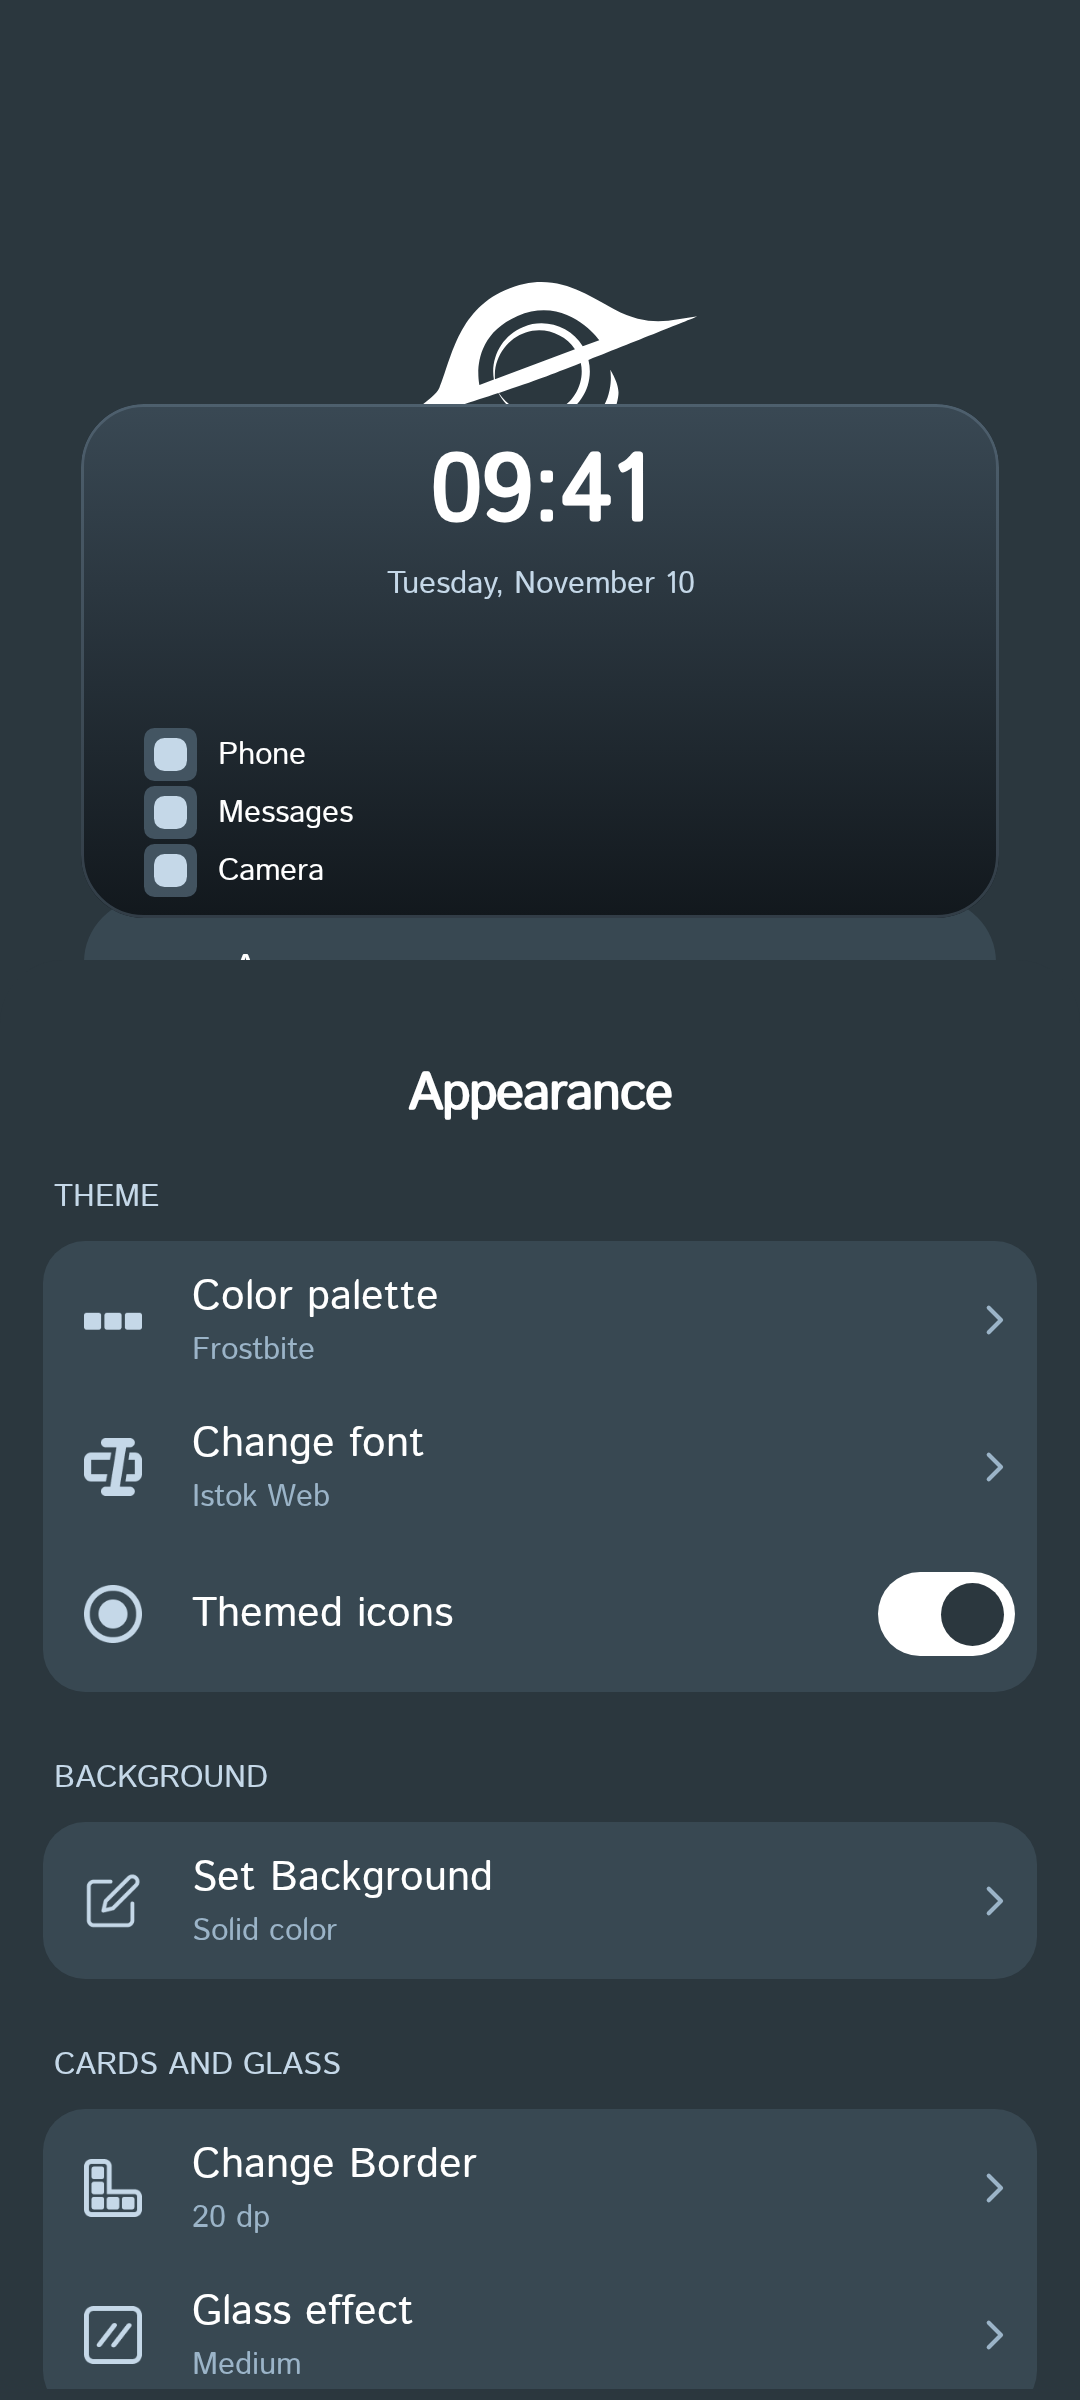 09:41
Tuesday, November 10
Phone
Messages
Camera
Appearance
THEME
Color palette
Frostbite
Change font
Istok Web
Themed icons
BACKGROUND
Set Background
Solid color
CARDS AND GLASS
Change Border
20 dp
Glass effect
Medium